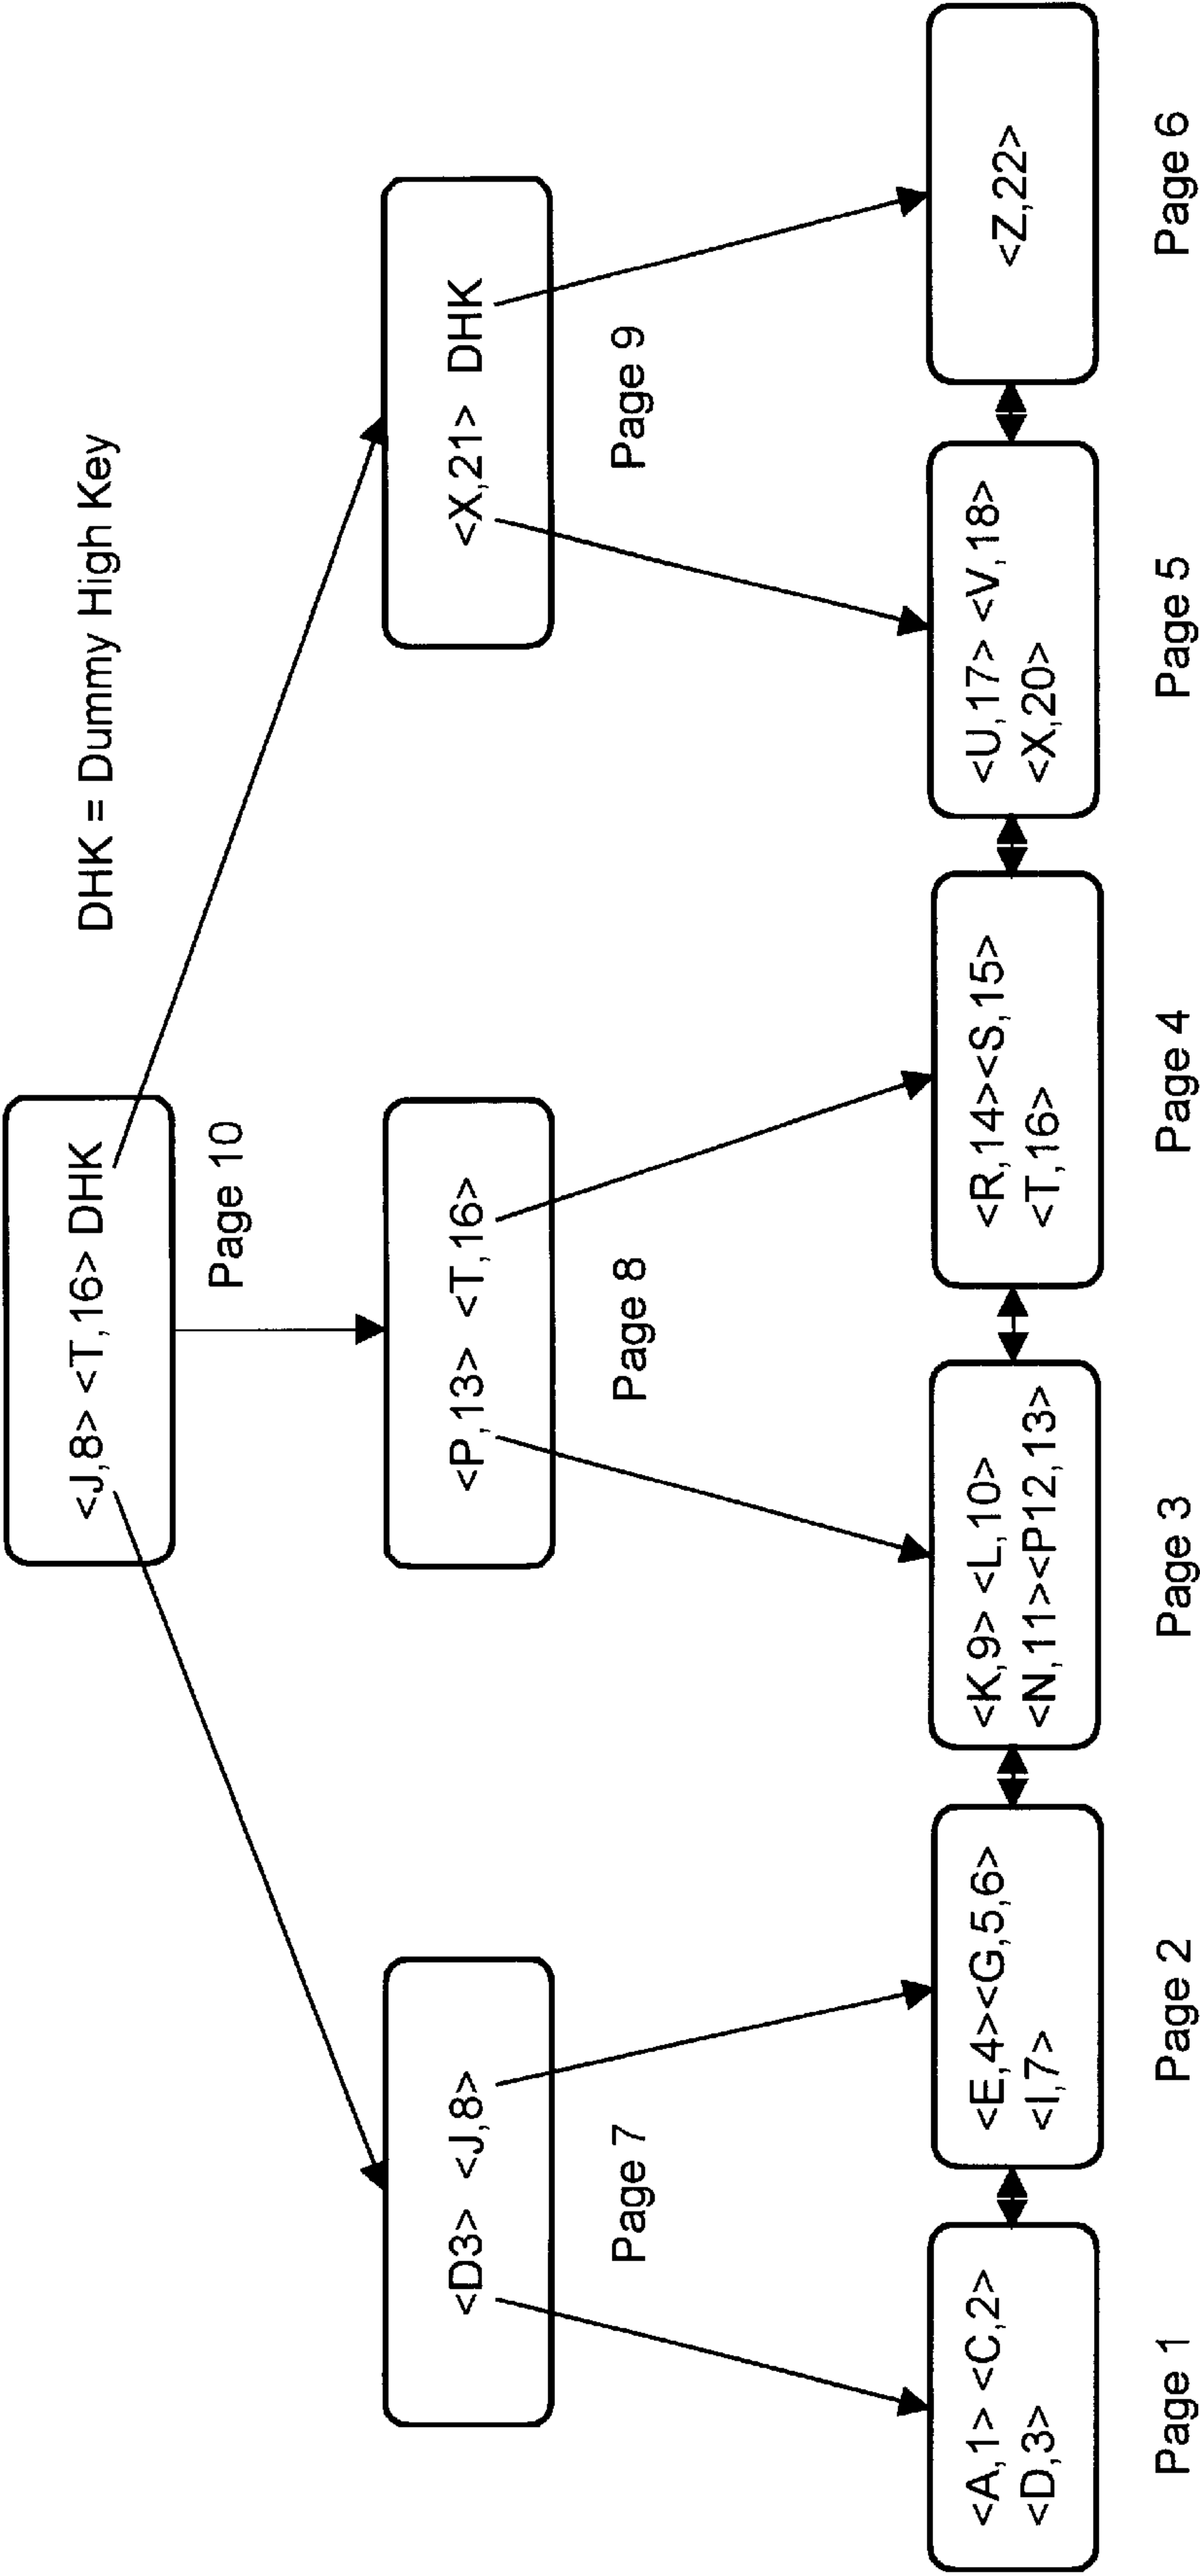 DHK = Dummy High Key
<J,8> <T,16> DHK
Page 10
<D3> <J,8>
Page 7
<P,13> <T,16>
Page 8
<X,21> DHK
Page 9
<A,1> <C,2>
<D,3>
Page 1
<E,4><G,5,6>
<I,7>
Page 2
<K,9> <L,10>
<N,11><P12,13>
Page 3
<R,14><S,15>
<T,16>
Page 4
<U,17> <V,18>
<X,20>
Page 5
<Z,22>
Page 6